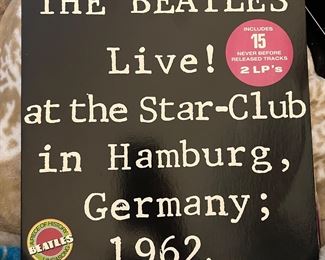 THE BEATLES
Live!
INCLUDES
15
NEVER BEFORE
RELEASED TRACKS
2 LP's
at the Star-Club
in Hamburg,
Germany;
1962.
BEATLES